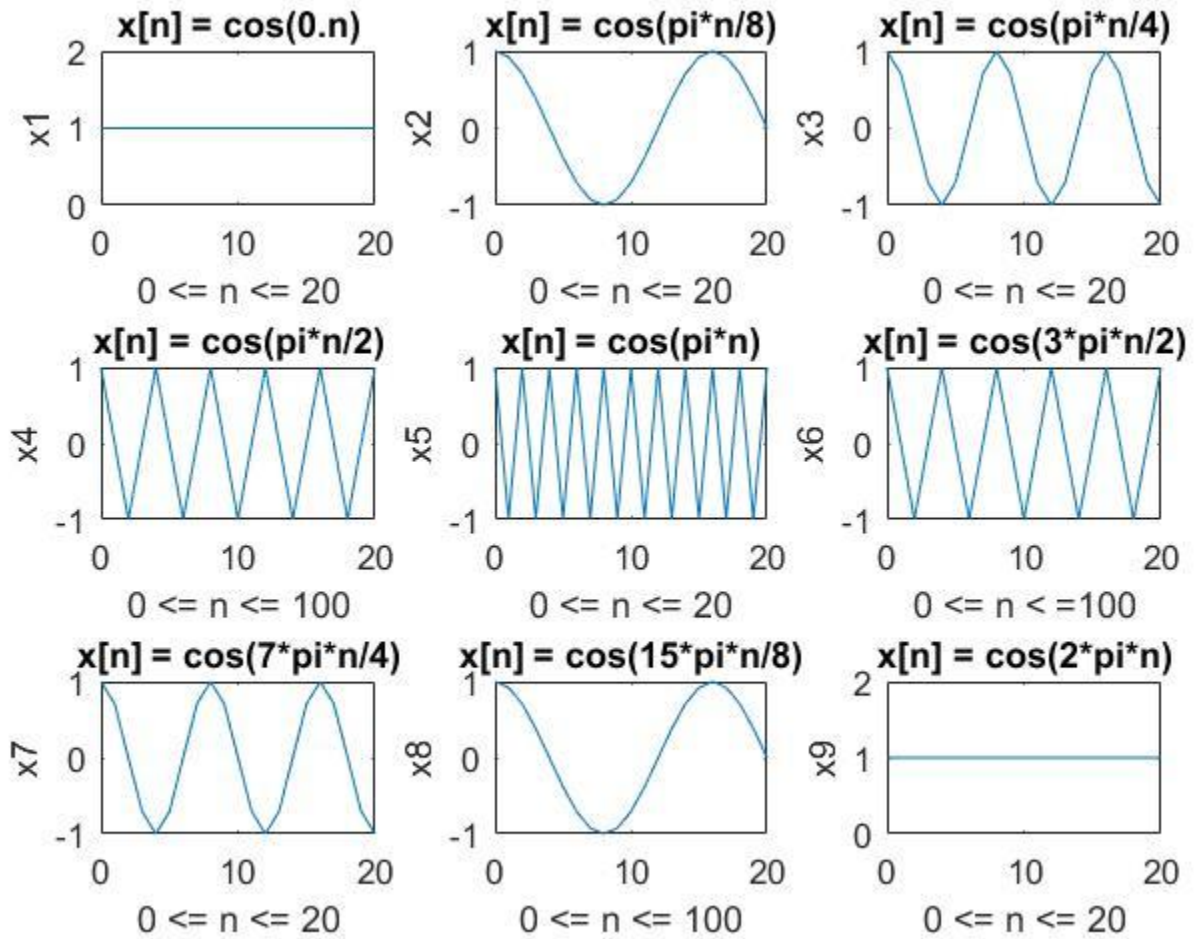 x[n] = cos(0.n)
2
1
0
x1
0 10 20
0 <= n <= 20
x[n] = cos(pi*n/8)
1
0
-1
x2
0 10 20
0 <= n <= 20
x[n] = cos(pi*n/4)
1
0
-1
x3
0 10 20
0 <= n <= 20
x[n] = cos(pi*n/2)
1
0
-1
x4
0 10 20
0 <= n <= 100
x[n] = cos(pi*n)
1
0
-1
x5
0 10 20
0 <= n <= 20
x[n] = cos(3*pi*n/2)
1
0
-1
x6
0 10 20
0 <= n < =100
x[n] = cos(7*pi*n/4)
1
0
-1
x7
0 10 20
0 <= n <= 20
x[n] = cos(15*pi*n/8)
1
0
-1
x8
0 10 20
0 <= n <= 100
x[n] = cos(2*pi*n)
2
1
0
x9
0 10 20
0 <= n <= 20